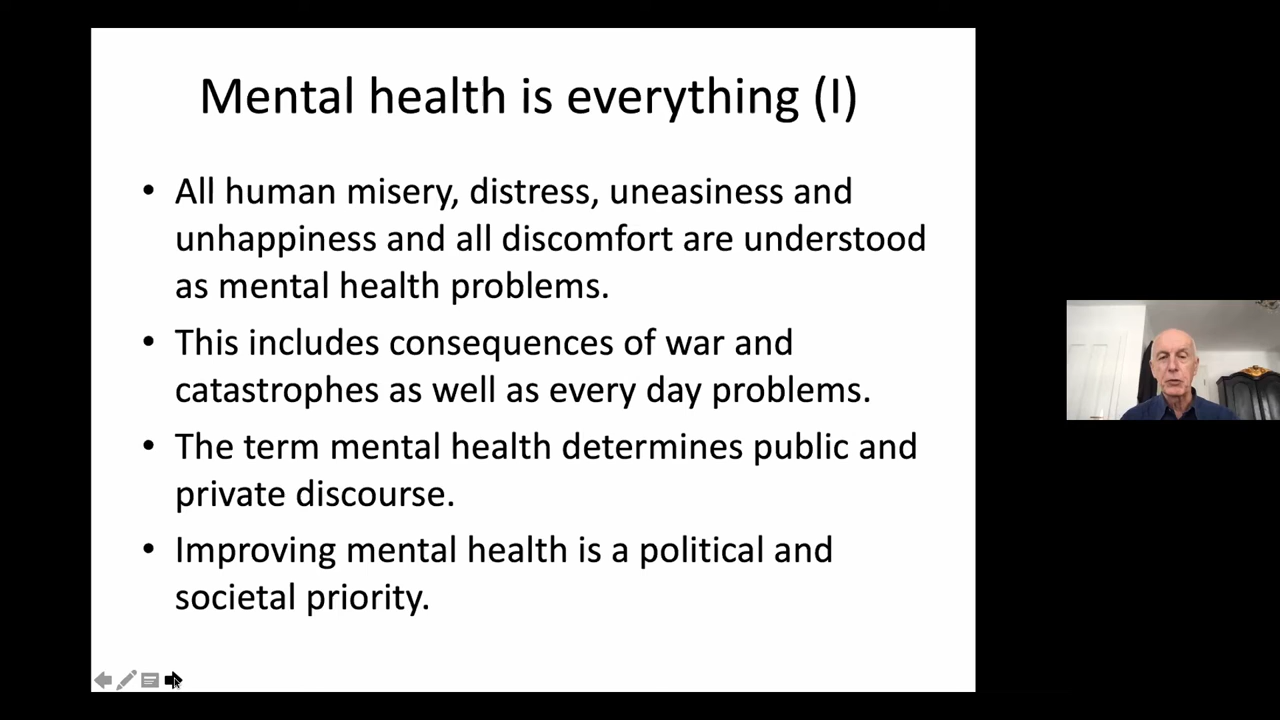 Mental health is everything (I)
• All human misery, distress, uneasiness and
unhappiness and all discomfort are understood
as mental health problems.
• This includes consequences of war and
catastrophes as well as every day problems.
• The term mental health determines public and
private discourse.
• Improving mental health is a political and
societal priority.